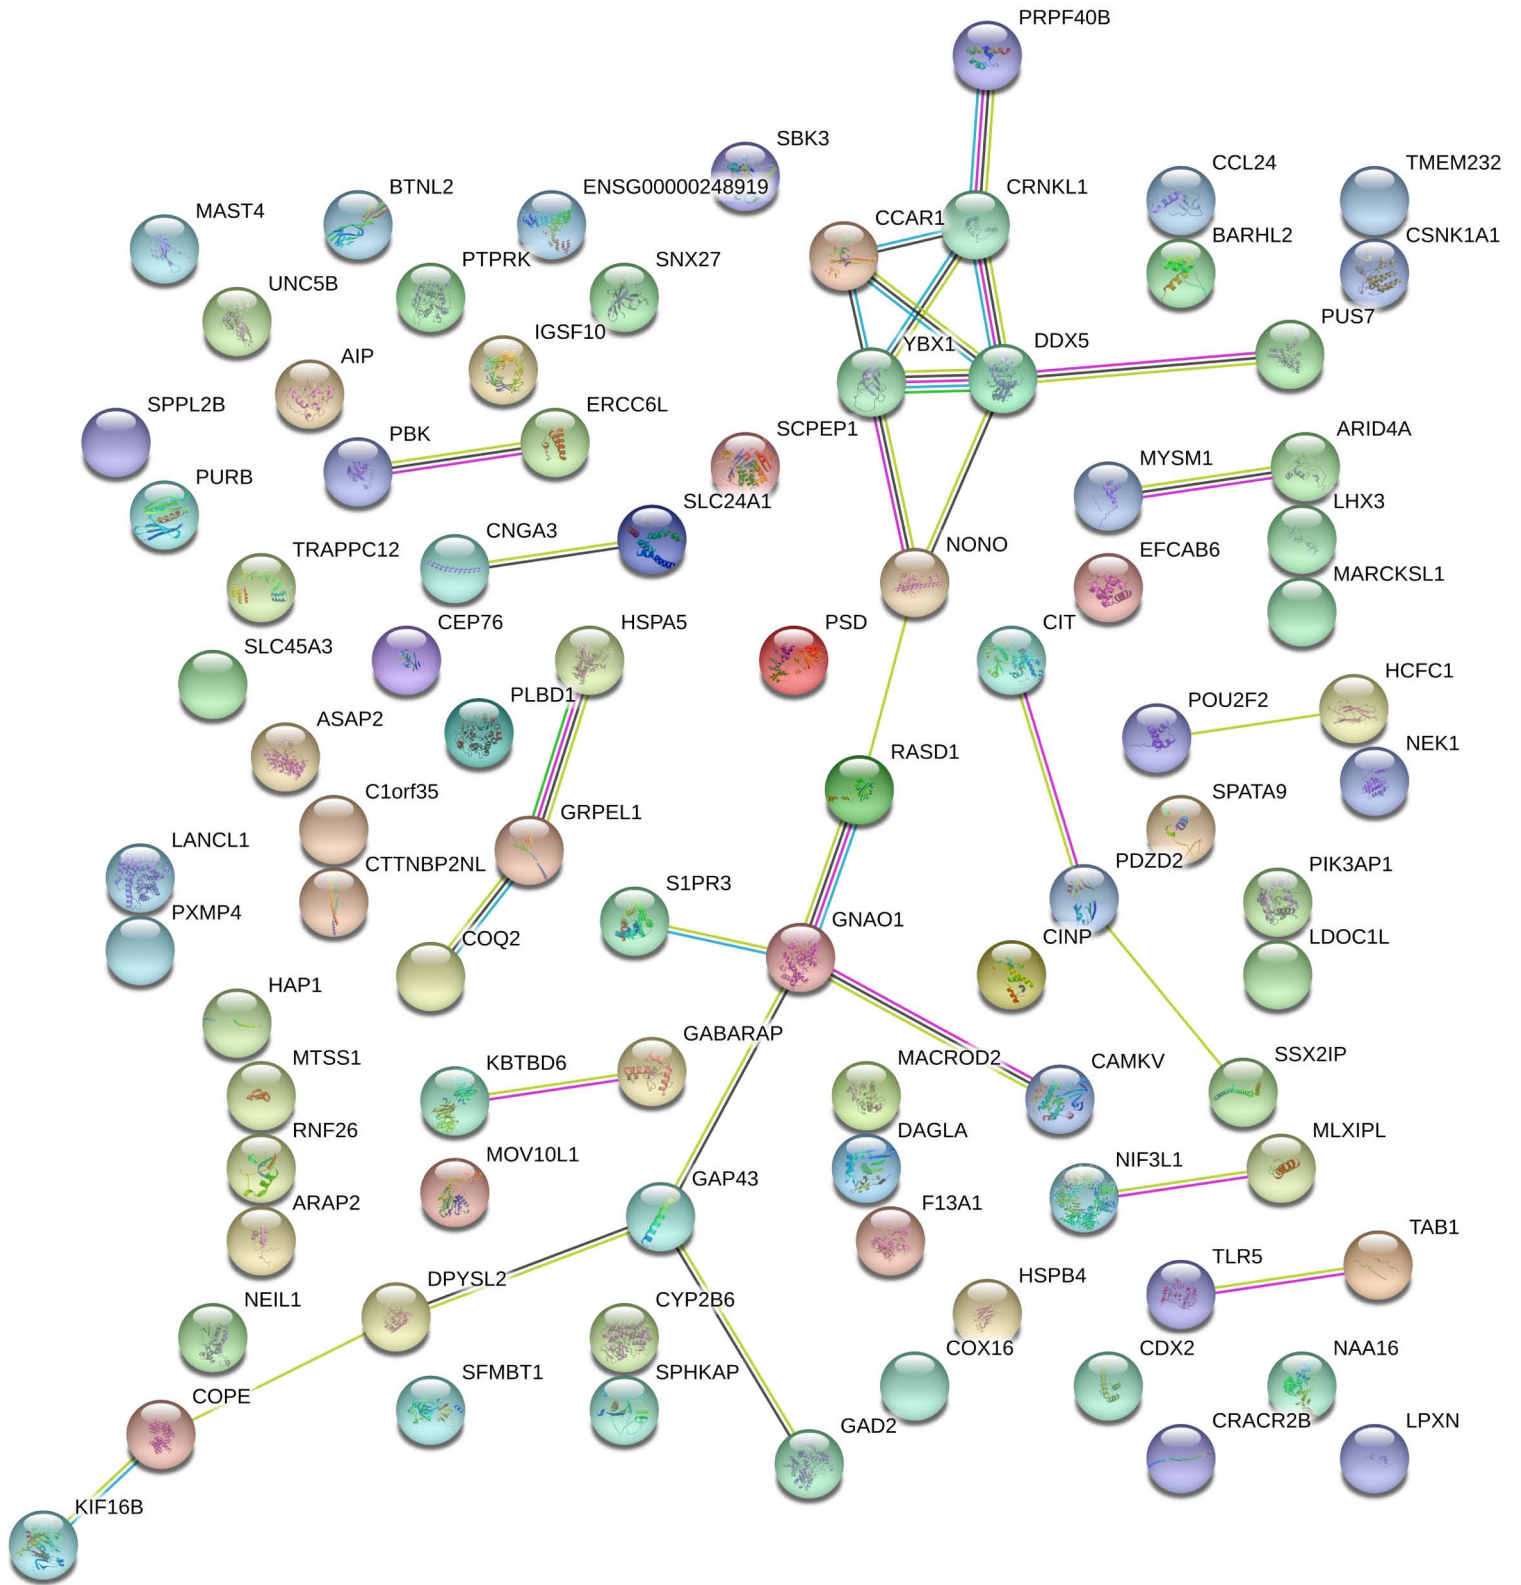 PRPF40B
SBK3
CCL24
TMEM232
BTNL2
ENSG00000248919
CRNKL1
MAST4
CCAR1
BARHL2
CSNK1A1
PTPRK
SNX27
UNC5B
PUS7
IGSF10
YBX1
DDX5
AIP
SPPL2B
ERCC6L
PBK
SCPEP1
ARID4A
MYSM1
PURB
SLC24A1
LHX3
CNGA3
NONO
TRAPPC12
EFCAB6
MARCKSL1
CEP76
HSPA5
PSD
CIT
SLC45A3
HCFC1
PLBD1
POU2F2
ASAP2
RASD1
NEK1
C1orf35
SPATA9
GRPEL1
LANCL1
CTTNBP2NL
PDZD2
PIK3AP1
S1PR3
PXMP4
GNAO1
COQ2
CINP
LDOC1L
HAP1
GABARAP
MTSS1
KBTBD6
MACROD2
CAMKV
SSX2IP
RNF26
DAGLA
MLXIPL
MOV10L1
NIF3L1
GAP43
ARAP2
F13A1
TAB1
TLR5
DPYSL2
HSPB4
NEIL1
CYP2B6
COX16
CDX2
NAA16
SFMBT1
SPHKAP
COPE
GAD2
CRACR2B
LPXN
KIF16B